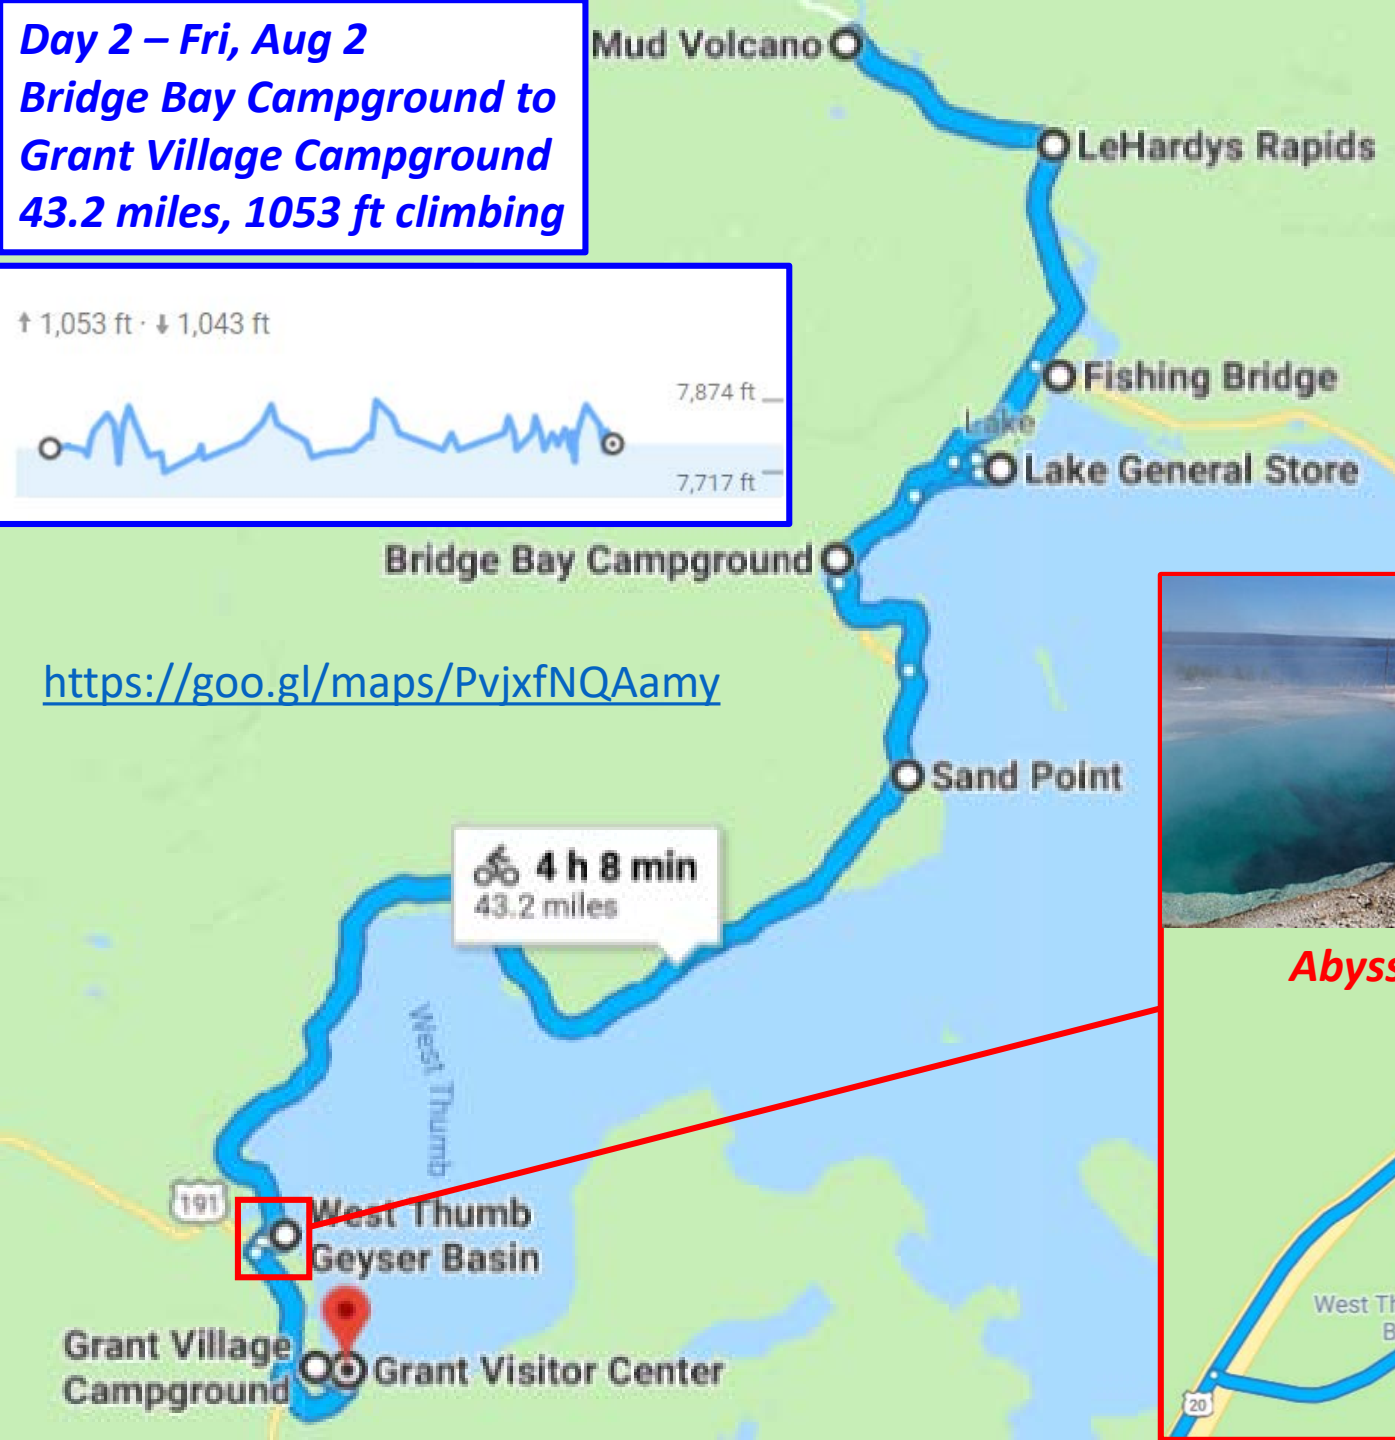 Day 2 – Fri, Aug 2
Bridge Bay Campground to
Grant Village Campground
43.2 miles, 1053 ft climbing
↑ 1,053 ft · ↓ 1,043 ft
7,874 ft
7,717 ft
Mud Volcano
LeHardys Rapids
Fishing Bridge
Lake
Lake General Store
Bridge Bay Campground
https://goo.gl/maps/PvjxfNQAamy
Sand Point
4 h 8 min
43.2 miles
Abyss
West Thumb
191
West Thumb
Geyser Basin
Grant Village
Campground
Grant Visitor Center
West Th
B
20